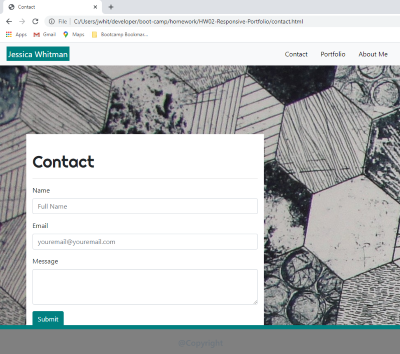 Contact
File | C:/Users/jwhit/developer/boot-camp/homework/HW02-Responsive-Portfolio/contact.html
Apps Gmail Maps Bootcamp Bookmar...
Jessica Whitman Contact Portfolio About Me
Contact
Name
Full Name
Email
youremail@youremail.com
Message
Submit
©Copyright